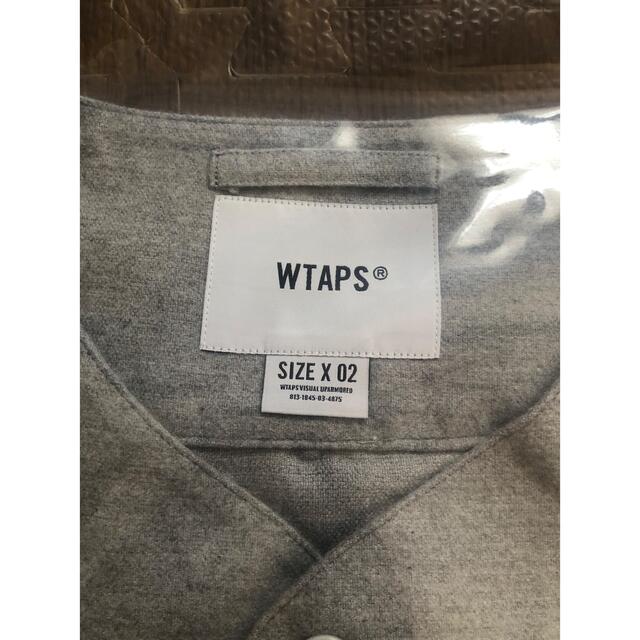 WTAPS®
SIZE X 02
WTAPS VISUAL UPARMORED
813-1845-03-4875